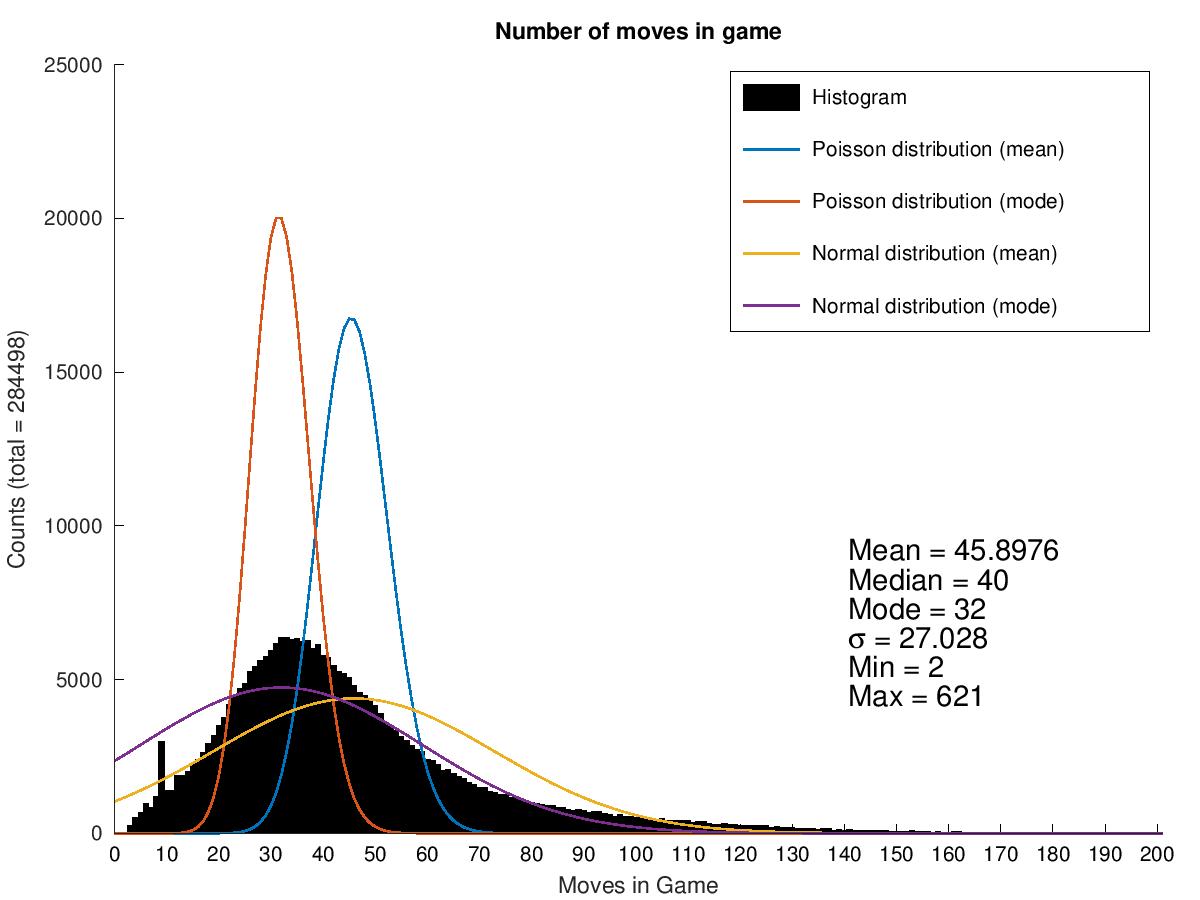 Number of moves in game
25000
20000
15000
10000
5000
0
Counts (total = 284498)
Histogram
Poisson distribution (mean)
Poisson distribution (mode)
Normal distribution (mean)
Normal distribution (mode)
Mean = 45.8976
Median = 40
Mode = 32
σ = 27.028
Min = 2
Max = 621
0 10 20 30 40 50 60 70 80 90 100 110 120 130 140 150 160 170 180 190 200
Moves in Game